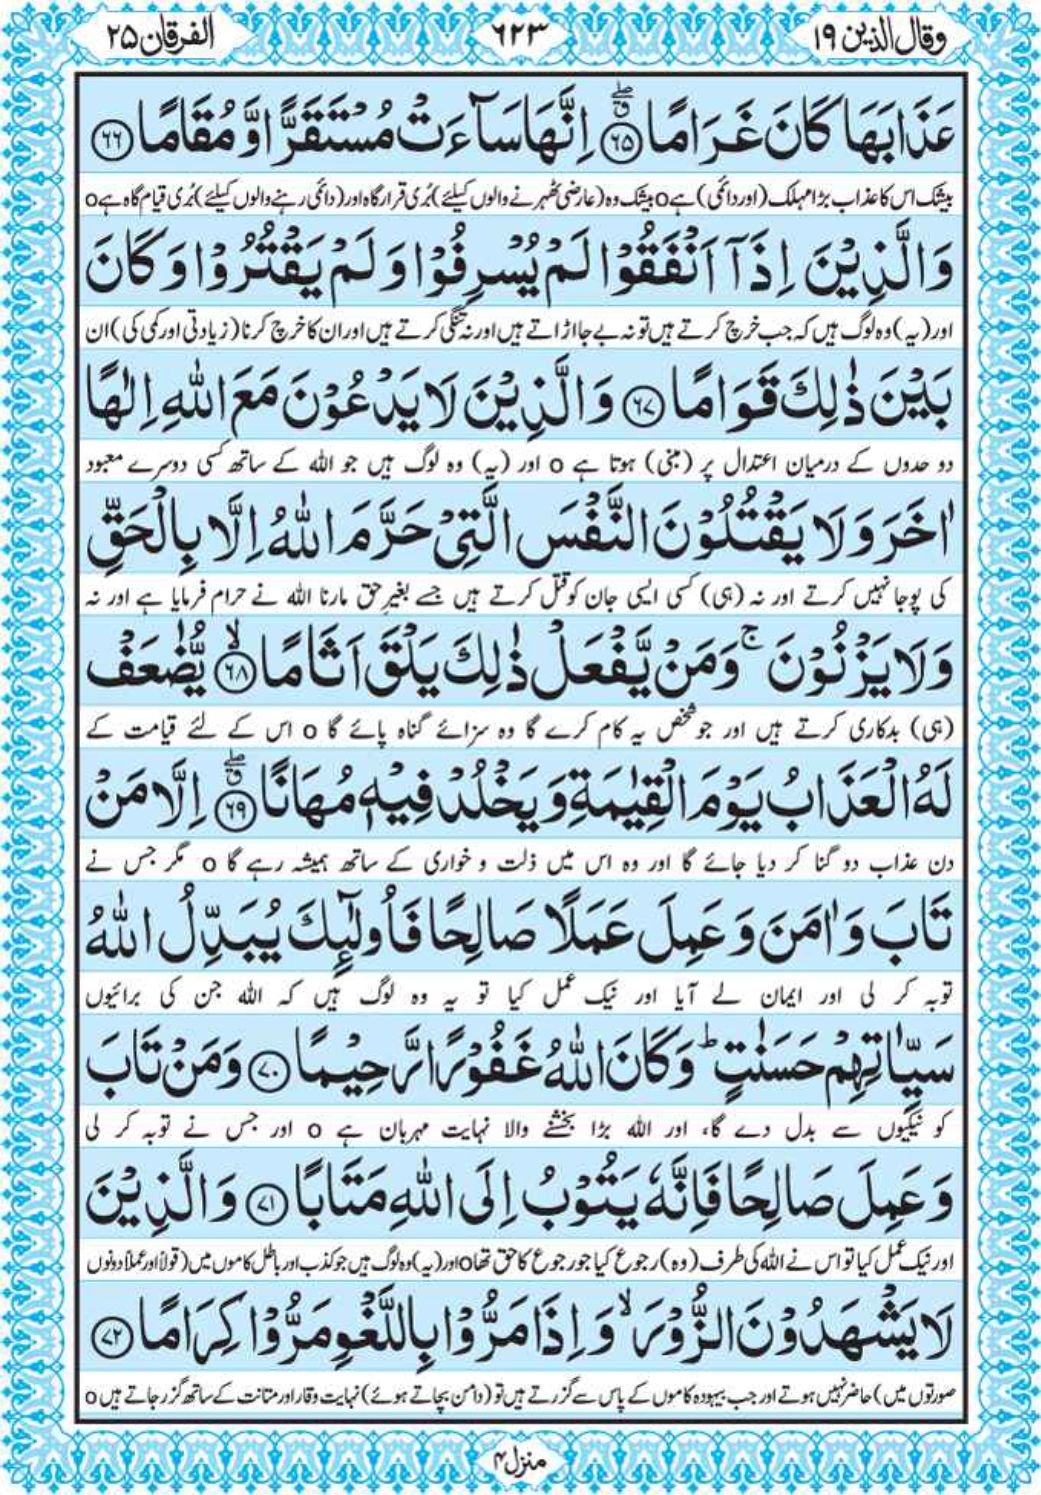 وقال الذین ۱۹ ۶۲۳ الفرقان ۲۵
عَذَابَهَا كَانَ غَرَامًا ۝۶۵ اِنَّهَا سَآءَتْ مُسْتَقَرًّا وَّ مُقَامًا ۝۶۶
بیشک اس کا عذاب بڑا مہلک (اور دائمی) ہے o بیشک وہ (عارضی ٹھہرنے والوں کیلئے) بُری قرار گاہ اور (دائمی رہنے والوں کیلئے) بُری قیام گاہ ہے o
وَالَّذِیْنَ اِذَاۤ اَنْفَقُوْا لَمْ یُسْرِفُوْا وَ لَمْ یَقْتُرُوْا وَ كَانَ
اور (یہ) وہ لوگ ہیں کہ جب خرچ کرتے ہیں تو نہ بے جا اڑاتے ہیں اور نہ تنگی کرتے ہیں اور ان کا خرچ کرنا (زیادتی اور کمی کی) ان
بَیْنَ ذٰلِكَ قَوَامًا ۝۶۷ وَالَّذِیْنَ لَا یَدْعُوْنَ مَعَ اللّٰهِ اِلٰهًا
دو حدوں کے درمیان اعتدال پر (مبنی) ہوتا ہے o اور (یہ) وہ لوگ ہیں جو اللہ کے ساتھ کسی دوسرے معبود
اٰخَرَ وَ لَا یَقْتُلُوْنَ النَّفْسَ الَّتِیْ حَرَّمَ اللّٰهُ اِلَّا بِالْحَقِّ
کی پوجا نہیں کرتے اور نہ (ہی) کسی ایسی جان کو قتل کرتے ہیں جسے بغیرِ حق مارنا اللہ نے حرام فرمایا ہے اور نہ
وَلَا یَزْنُوْنَ ۚ وَمَنْ یَّفْعَلْ ذٰلِكَ یَلْقَ اَثَامًا ۝۶۸ یُّضٰعَفْ
(ہی) بدکاری کرتے ہیں اور جو شخص یہ کام کرے گا وہ سزائے گناہ پائے گا o اس کے لئے قیامت کے
لَهُ الْعَذَابُ یَوْمَ الْقِیٰمَةِ وَ یَخْلُدْ فِیْهٖ مُهَانًا ۝۶۹ اِلَّا مَنْ
دن عذاب دو گنا کر دیا جائے گا اور وہ اس میں ذلت و خواری کے ساتھ ہمیشہ رہے گا o مگر جس نے
تَابَ وَ اٰمَنَ وَ عَمِلَ عَمَلًا صَالِحًا فَاُولٰٓئِكَ یُبَدِّلُ اللّٰهُ
توبہ کر لی اور ایمان لے آیا اور نیک عمل کیا تو یہ وہ لوگ ہیں کہ اللہ جن کی برائیوں
سَیِّاٰتِهِمْ حَسَنٰتٍ ؕ وَ كَانَ اللّٰهُ غَفُوْرًا رَّحِیْمًا ۝۷۰ وَ مَنْ تَابَ
کو نیکیوں سے بدل دے گا، اور اللہ بڑا بخشنے والا نہایت مہربان ہے o اور جس نے توبہ کر لی
وَ عَمِلَ صَالِحًا فَاِنَّهٗ یَتُوْبُ اِلَی اللّٰهِ مَتَابًا ۝۷۱ وَالَّذِیْنَ
اور نیک عمل کیا تو اس نے اللہ کی طرف (وہ) رجوع کیا جو رجوع کا حق تھا o اور (یہ) وہ لوگ ہیں جو کذب اور باطل کاموں میں (قولاً اور عملاً دونوں
لَا یَشْهَدُوْنَ الزُّوْرَ ۙ وَ اِذَا مَرُّوْا بِاللَّغْوِ مَرُّوْا كِرَامًا ۝۷۲
صورتوں میں) حاضر نہیں ہوتے اور جب بیہودہ کاموں کے پاس سے گزرتے ہیں تو (دامن بچاتے ہوئے) نہایت وقار اور متانت کے ساتھ گزر جاتے ہیں o
منزل ۴